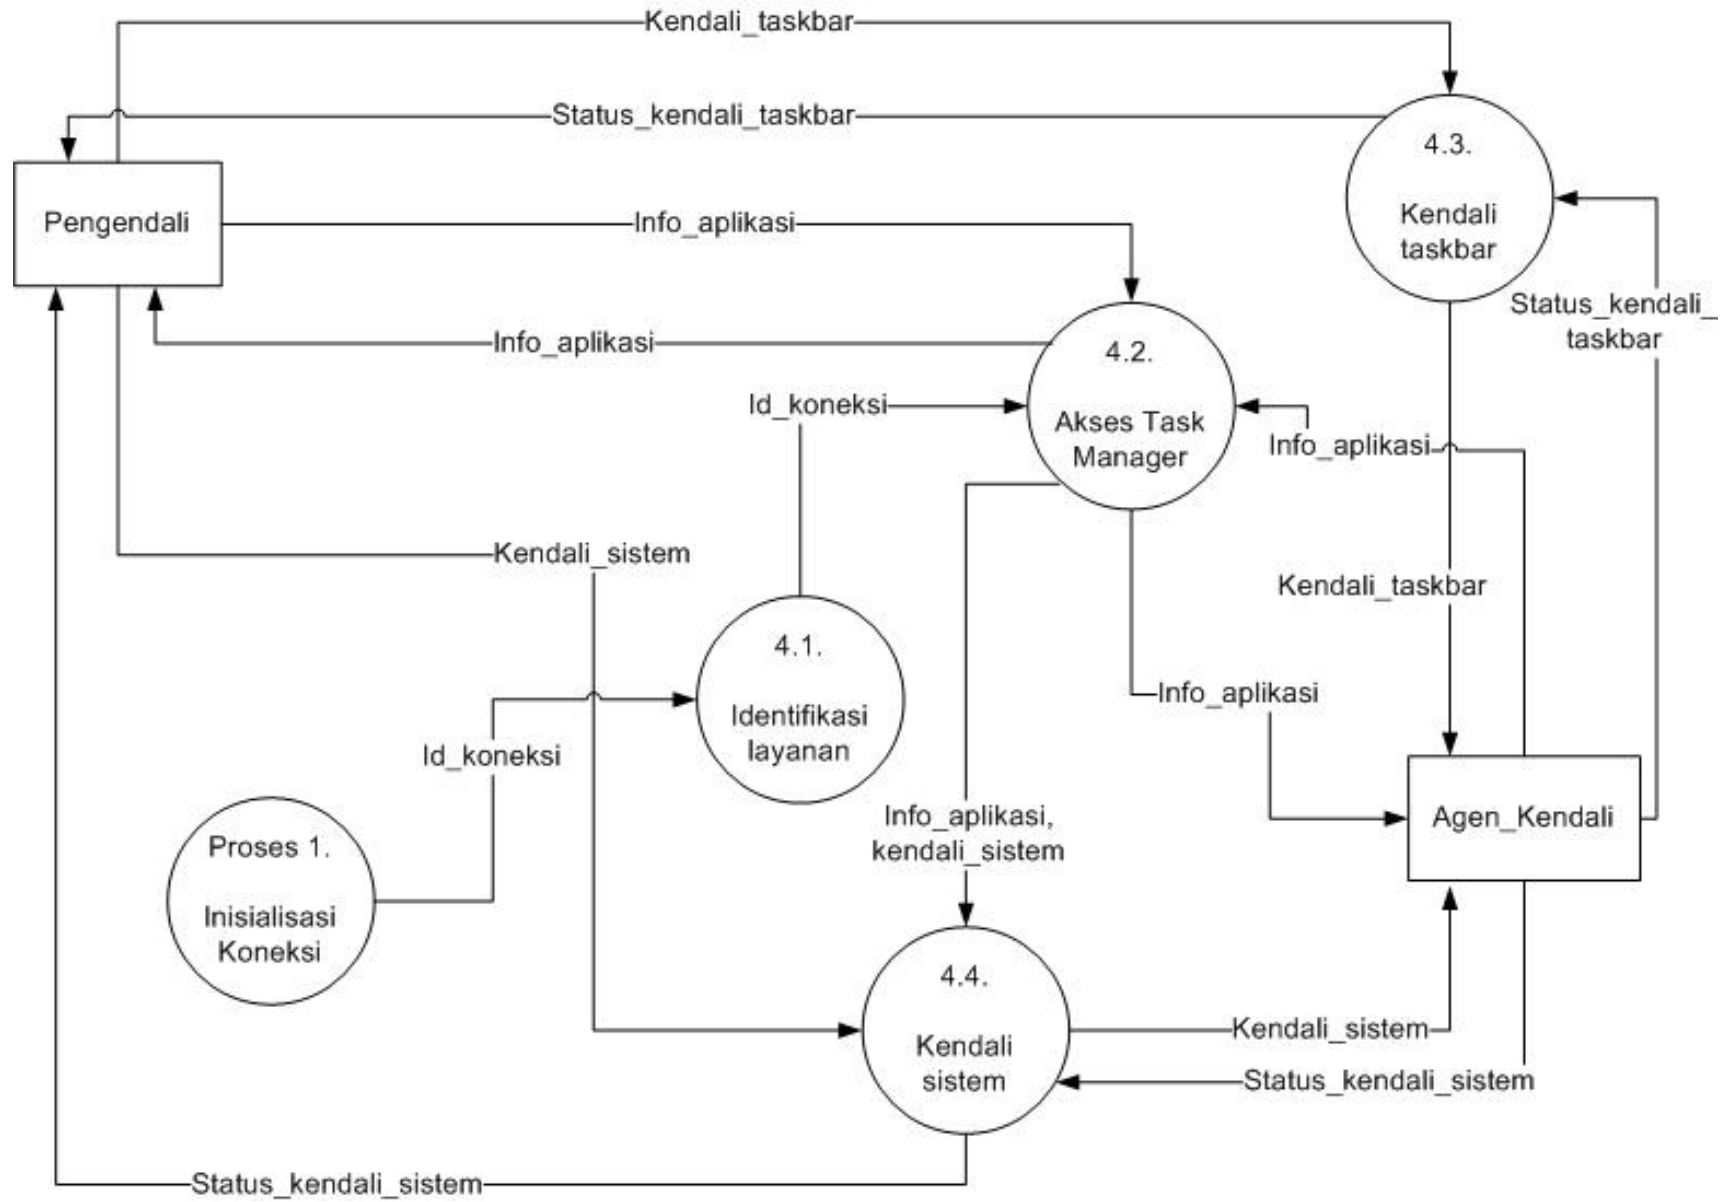 Kendali_taskbar
Status_kendali_taskbar
4.3.
Kendali
taskbar
Pengendali
Info_aplikasi
Status_kendali_
taskbar
Info_aplikasi
4.2.
Akses Task
Manager
Id_koneksi
Info_aplikasi
Kendali_sistem
Kendali_taskbar
4.1.
Identifikasi
layanan
Info_aplikasi
Id_koneksi
Info_aplikasi,
kendali_sistem
Agen_Kendali
Proses 1.
Inisialisasi
Koneksi
4.4.
Kendali
sistem
Kendali_sistem
Status_kendali_sistem
Status_kendali_sistem